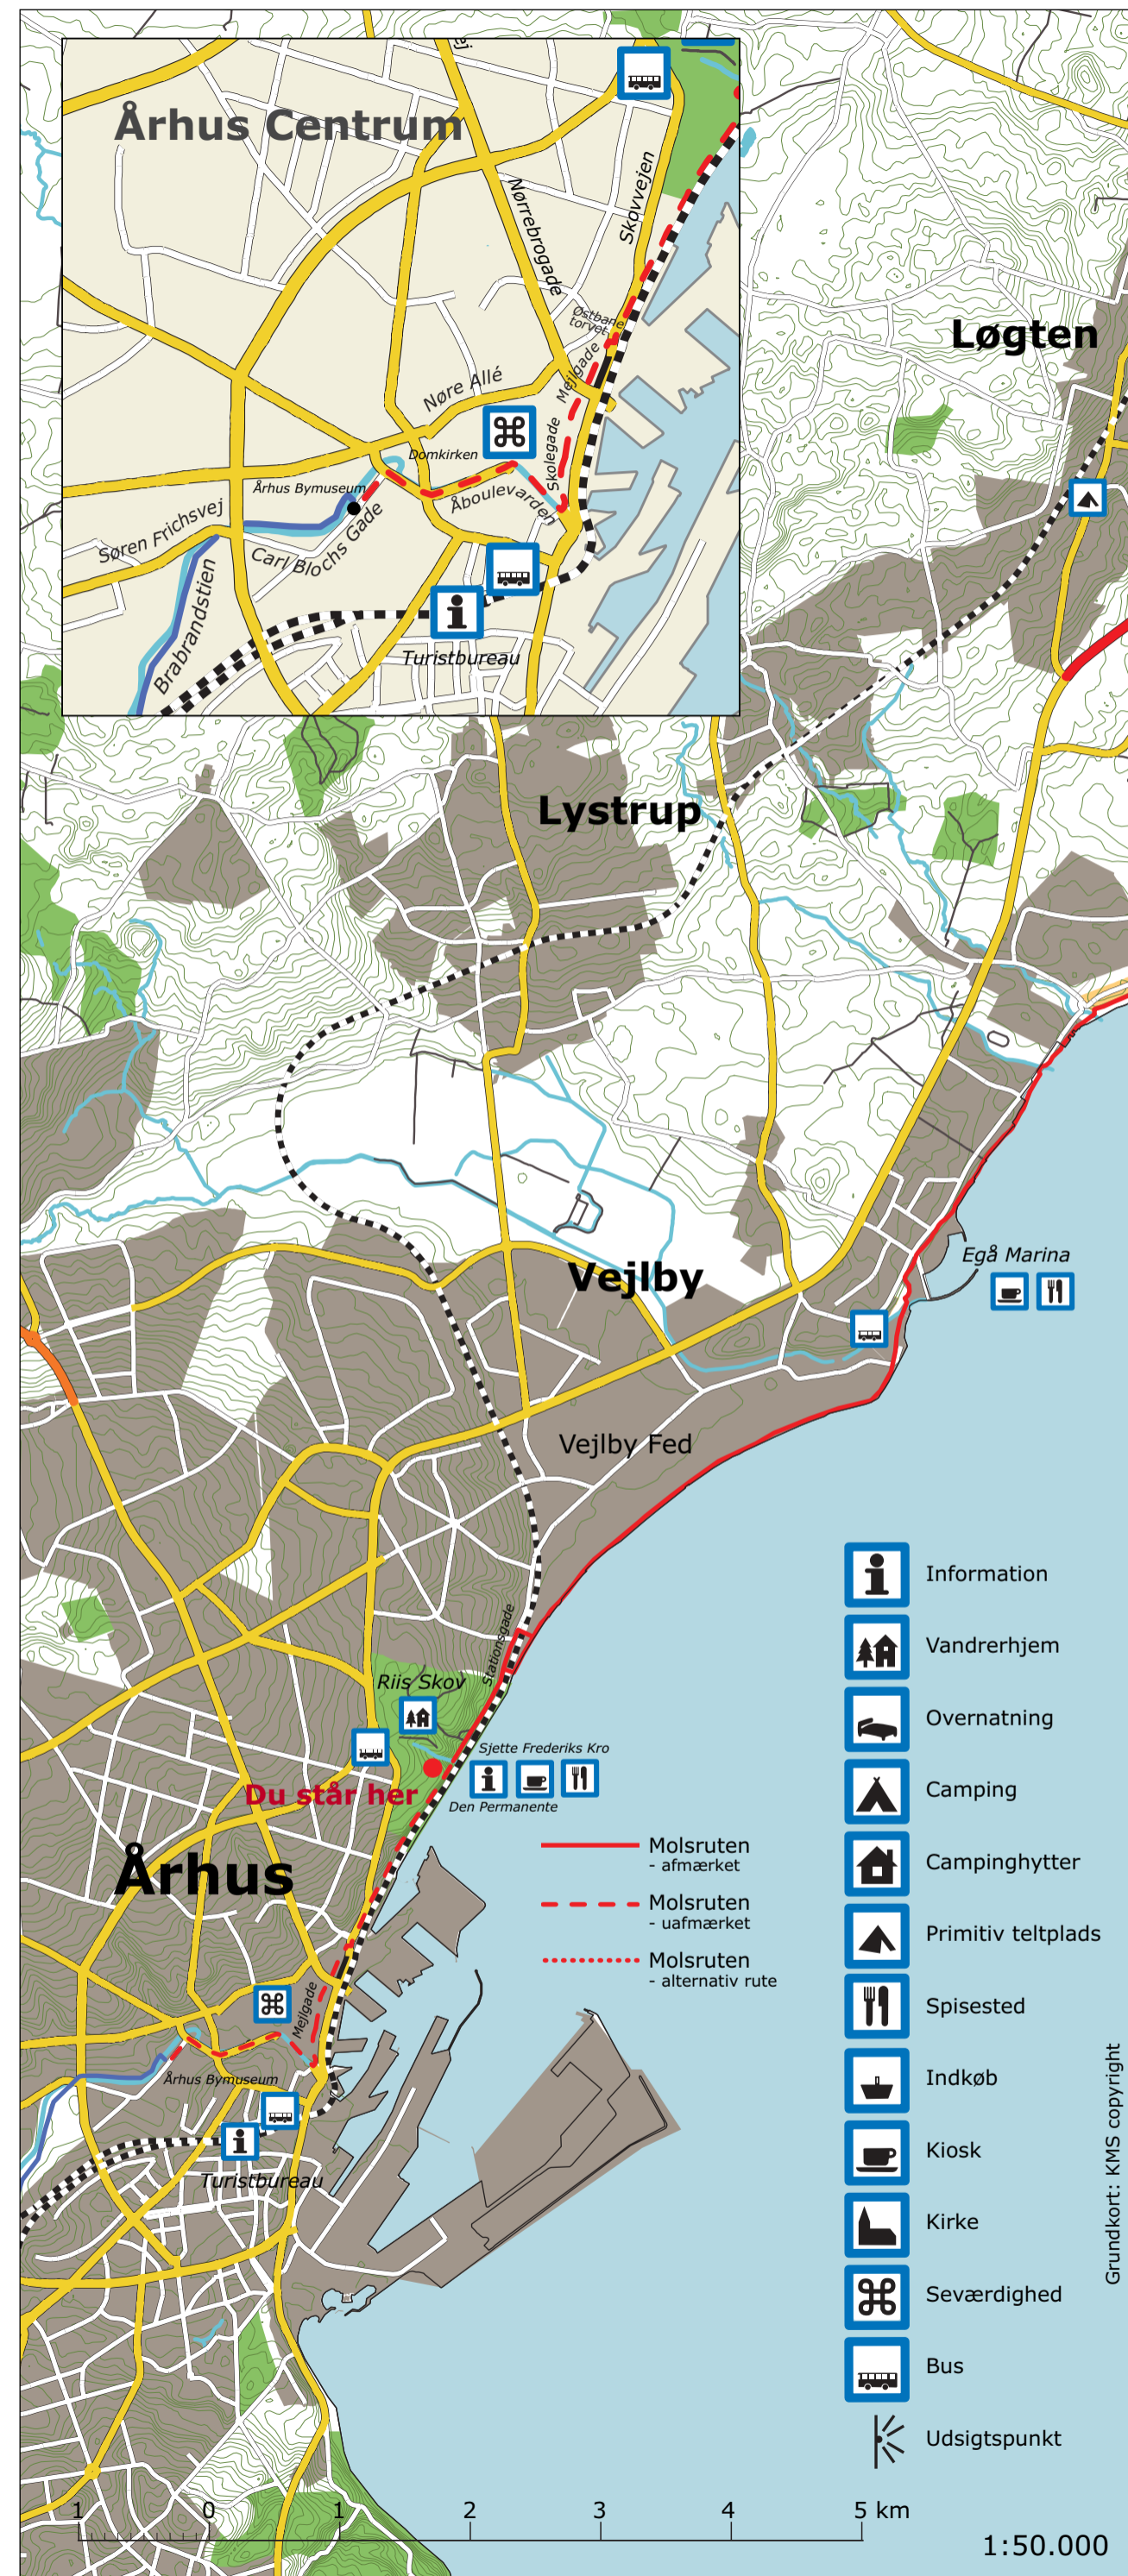 ej
Århus Centrum
Nørrebrogade
Skovvejen
Østbane
torvet
Mejlgade
Nøre Allé
Skolegade
Domkirken
Århus Bymuseum
Åboulevarden
Søren Frichsvej
Carl Blochs Gade
Brabrandstien
Turistbureau
Løgten
Lystrup
Egå Marina
Vejlby
Vejlby Fed
Stationsgade
Riis Skov
Sjette Frederiks Kro
Du står her
Den Permanente
Århus
Mejlgade
Århus Bymuseum
Turistbureau
Molsruten
- afmærket
Molsruten
- uafmærket
Molsruten
- alternativ rute
Information
Vandrerhjem
Overnatning
Camping
Campinghytter
Primitiv teltplads
Spisested
Indkøb
Kiosk
Kirke
Seværdighed
Bus
Udsigtspunkt
Grundkort: KMS copyright
1 0 1 2 3 4 5 km
1:50.000